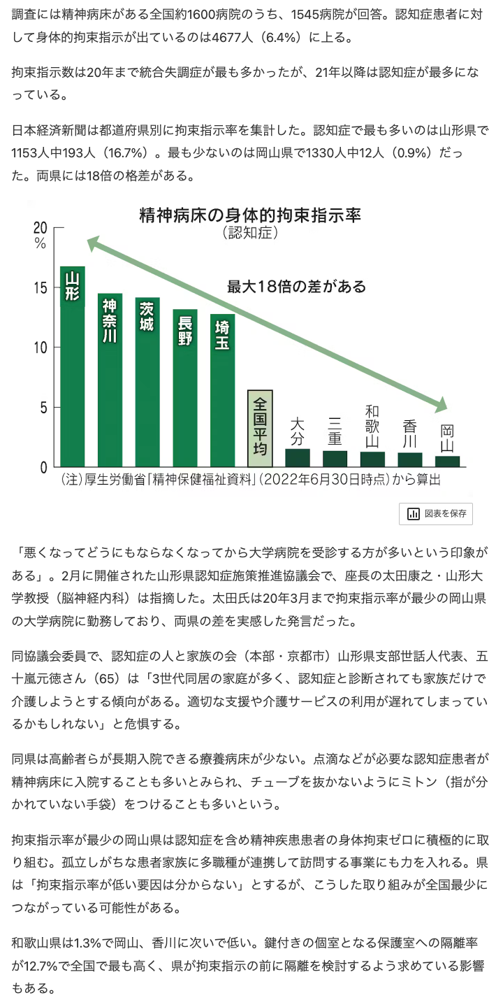 調査には精神病床がある全国約1600病院のうち、1545病院が回答。認知症患者に対
して身体的拘束指示が出ているのは4677人（6.4%）に上る。
拘束指示数は20年まで統合失調症が最も多かったが、21年以降は認知症が最多にな
っている。
日本経済新聞は都道府県別に拘束指示率を集計した。認知症で最も多いのは山形県で
1153人中193人（16.7%）。最も少ないのは岡山県で1330人中12人（0.9%）だっ
た。両県には18倍の格差がある。
精神病床の身体的拘束指示率
（認知症）
20
%
15
10
5
0
最大18倍の差がある
山形
神奈川
茨城
長野
埼玉
全国平均
大分
三重
和歌山
香川
岡山
（注）厚生労働省「精神保健福祉資料」（2022年6月30日時点）から算出
図表を保存
「悪くなってどうにもならなくなってから大学病院を受診する方が多いという印象が
ある」。2月に開催された山形県認知症施策推進協議会で、座長の太田康之・山形大
学教授（脳神経内科）は指摘した。太田氏は20年3月まで拘束指示率が最少の岡山県
の大学病院に勤務しており、両県の差を実感した発言だった。
同協議会委員で、認知症の人と家族の会（本部・京都市）山形県支部世話人代表、五
十嵐元徳さん（65）は「3世代同居の家庭が多く、認知症と診断されても家族だけで
介護しようとする傾向がある。適切な支援や介護サービスの利用が遅れてしまってい
るかもしれない」と危惧する。
同県は高齢者らが長期入院できる療養病床が少ない。点滴などが必要な認知症患者が
精神病床に入院することも多いとみられ、チューブを抜かないようにミトン（指が分
かれていない手袋）をつけることも多いという。
拘束指示率が最少の岡山県は認知症を含め精神疾患患者の身体拘束ゼロに積極的に取
り組む。孤立しがちな患者家族に多職種が連携して訪問する事業にも力を入れる。県
は「拘束指示率が低い要因は分からない」とするが、こうした取り組みが全国最少に
つながっている可能性がある。
和歌山県は1.3%で岡山、香川に次いで低い。鍵付きの個室となる保護室への隔離率
が12.7%で全国で最も高く、県が拘束指示の前に隔離を検討するよう求めている影響
もある。